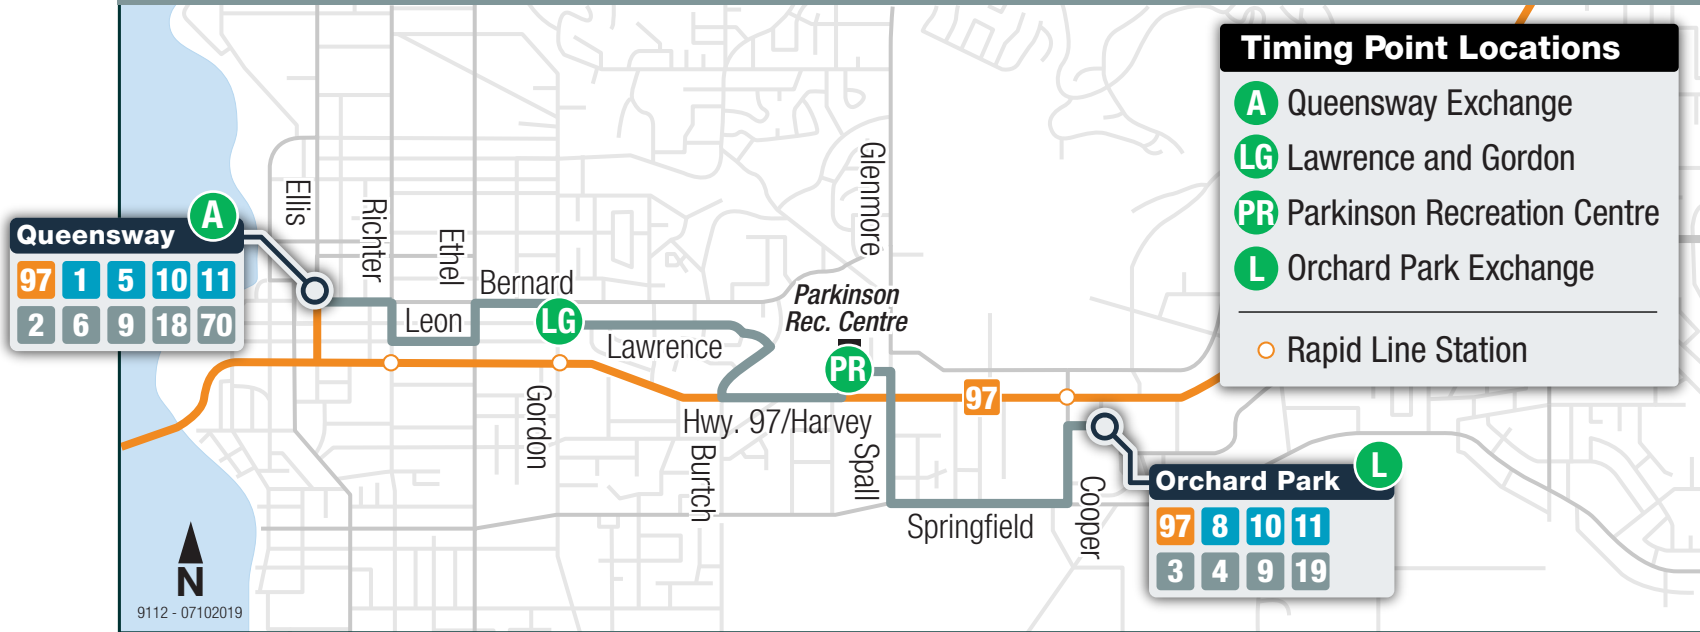 Timing Point Locations
A Queensway Exchange
LG Lawrence and Gordon
PR Parkinson Recreation Centre
L Orchard Park Exchange
Rapid Line Station
A
Queensway
97 1 5 10 11
2 6 9 18 70
Ellis
Richter
Ethel
Bernard
Leon
LG
Lawrence
Gordon
Glenmore
Parkinson
Rec. Centre
PR
97
Hwy. 97/Harvey
Burtch
Spall
Springfield
Cooper
L
Orchard Park
97 8 10 11
3 4 9 19
N
9112 - 07102019